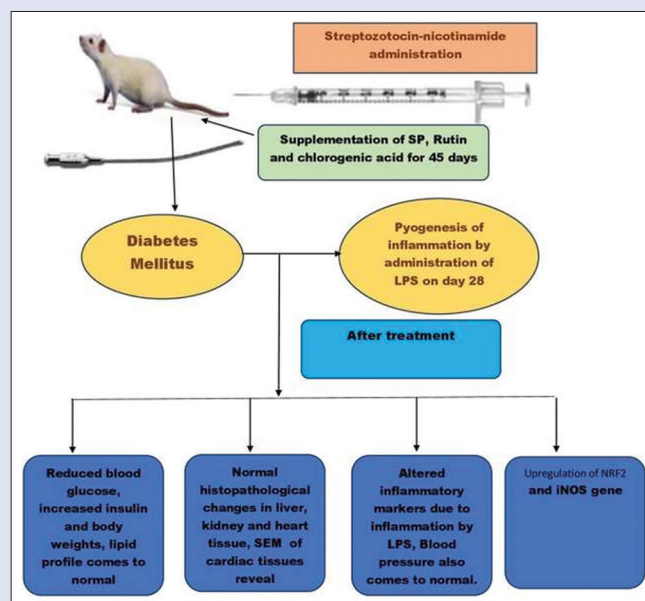 Streptozotocin-nicotinamide
administration
Supplementation of SP, Rutin
and chlorogenic acid for 45 days
Diabetes
Mellitus
Pyogenesis of
inflammation by
administration of
LPS on day 28
After treatment
Reduced blood
glucose,
increased insulin
and body
weights, lipid
profile comes to
normal
Normal
histopathological
changes in liver,
kidney and heart
tissue, SEM of
cardiac tissues
reveal
Altered
inflammatory
markers due to
inflammation by
LPS, Blood
pressure also
comes to normal.
Upregulation of NRF2
and iNOS gene